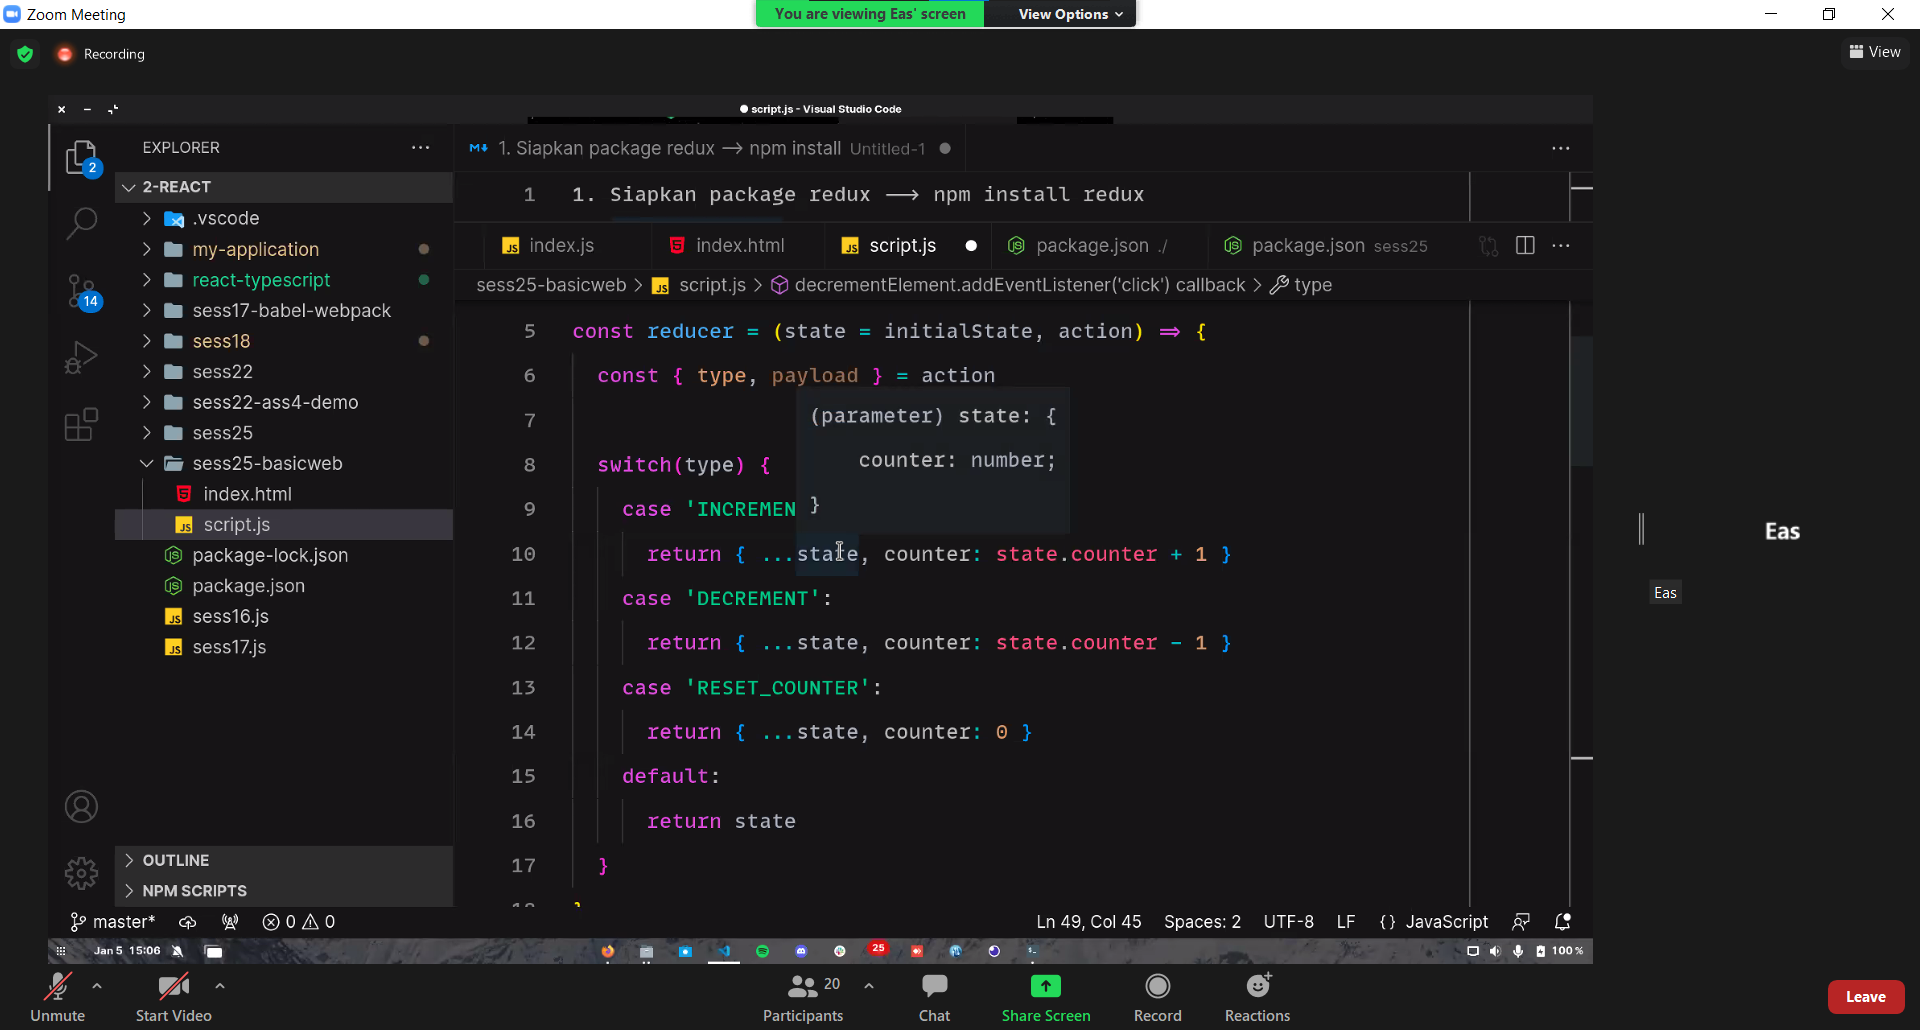 Zoom Meeting
You are viewing Eas' screen
View Options
Recording
View
script.js - Visual Studio Code
2
EXPLORER
1. Siapkan package redux → npm install Untitled-1
2-REACT
1 1. Siapkan package redux → npm install redux
.vscode
my-application
index.js
index.html
script.js
package.json ./
package.json sess25
react-typescript
sess25-basicweb > script.js > decrementElement.addEventListener('click') callback > type
14
sess17-babel-webpack
sess18
sess22
sess22-ass4-demo
sess25
sess25-basicweb
index.html
script.js
package-lock.json
package.json
sess16.js
sess17.js
5 const reducer = (state = initialState, action) ⇒ {
6 const { type, payload } = action
7
(parameter) state: {
counter: number;
}
8 switch(type) {
9 case 'INCREMEN
10 return { ...state, counter: state.counter + 1 }
11 case 'DECREMENT':
12 return { ...state, counter: state.counter - 1 }
13 case 'RESET_COUNTER':
14 return { ...state, counter: 0 }
15 default:
16 return state
17 }
Eas
Eas
OUTLINE
NPM SCRIPTS
master* 0 0
Ln 49, Col 45 Spaces: 2 UTF-8 LF {} JavaScript
Jan 5 15:06
25
100 %
Unmute
Start Video
20
Participants
Chat
Share Screen
Record
Reactions
Leave